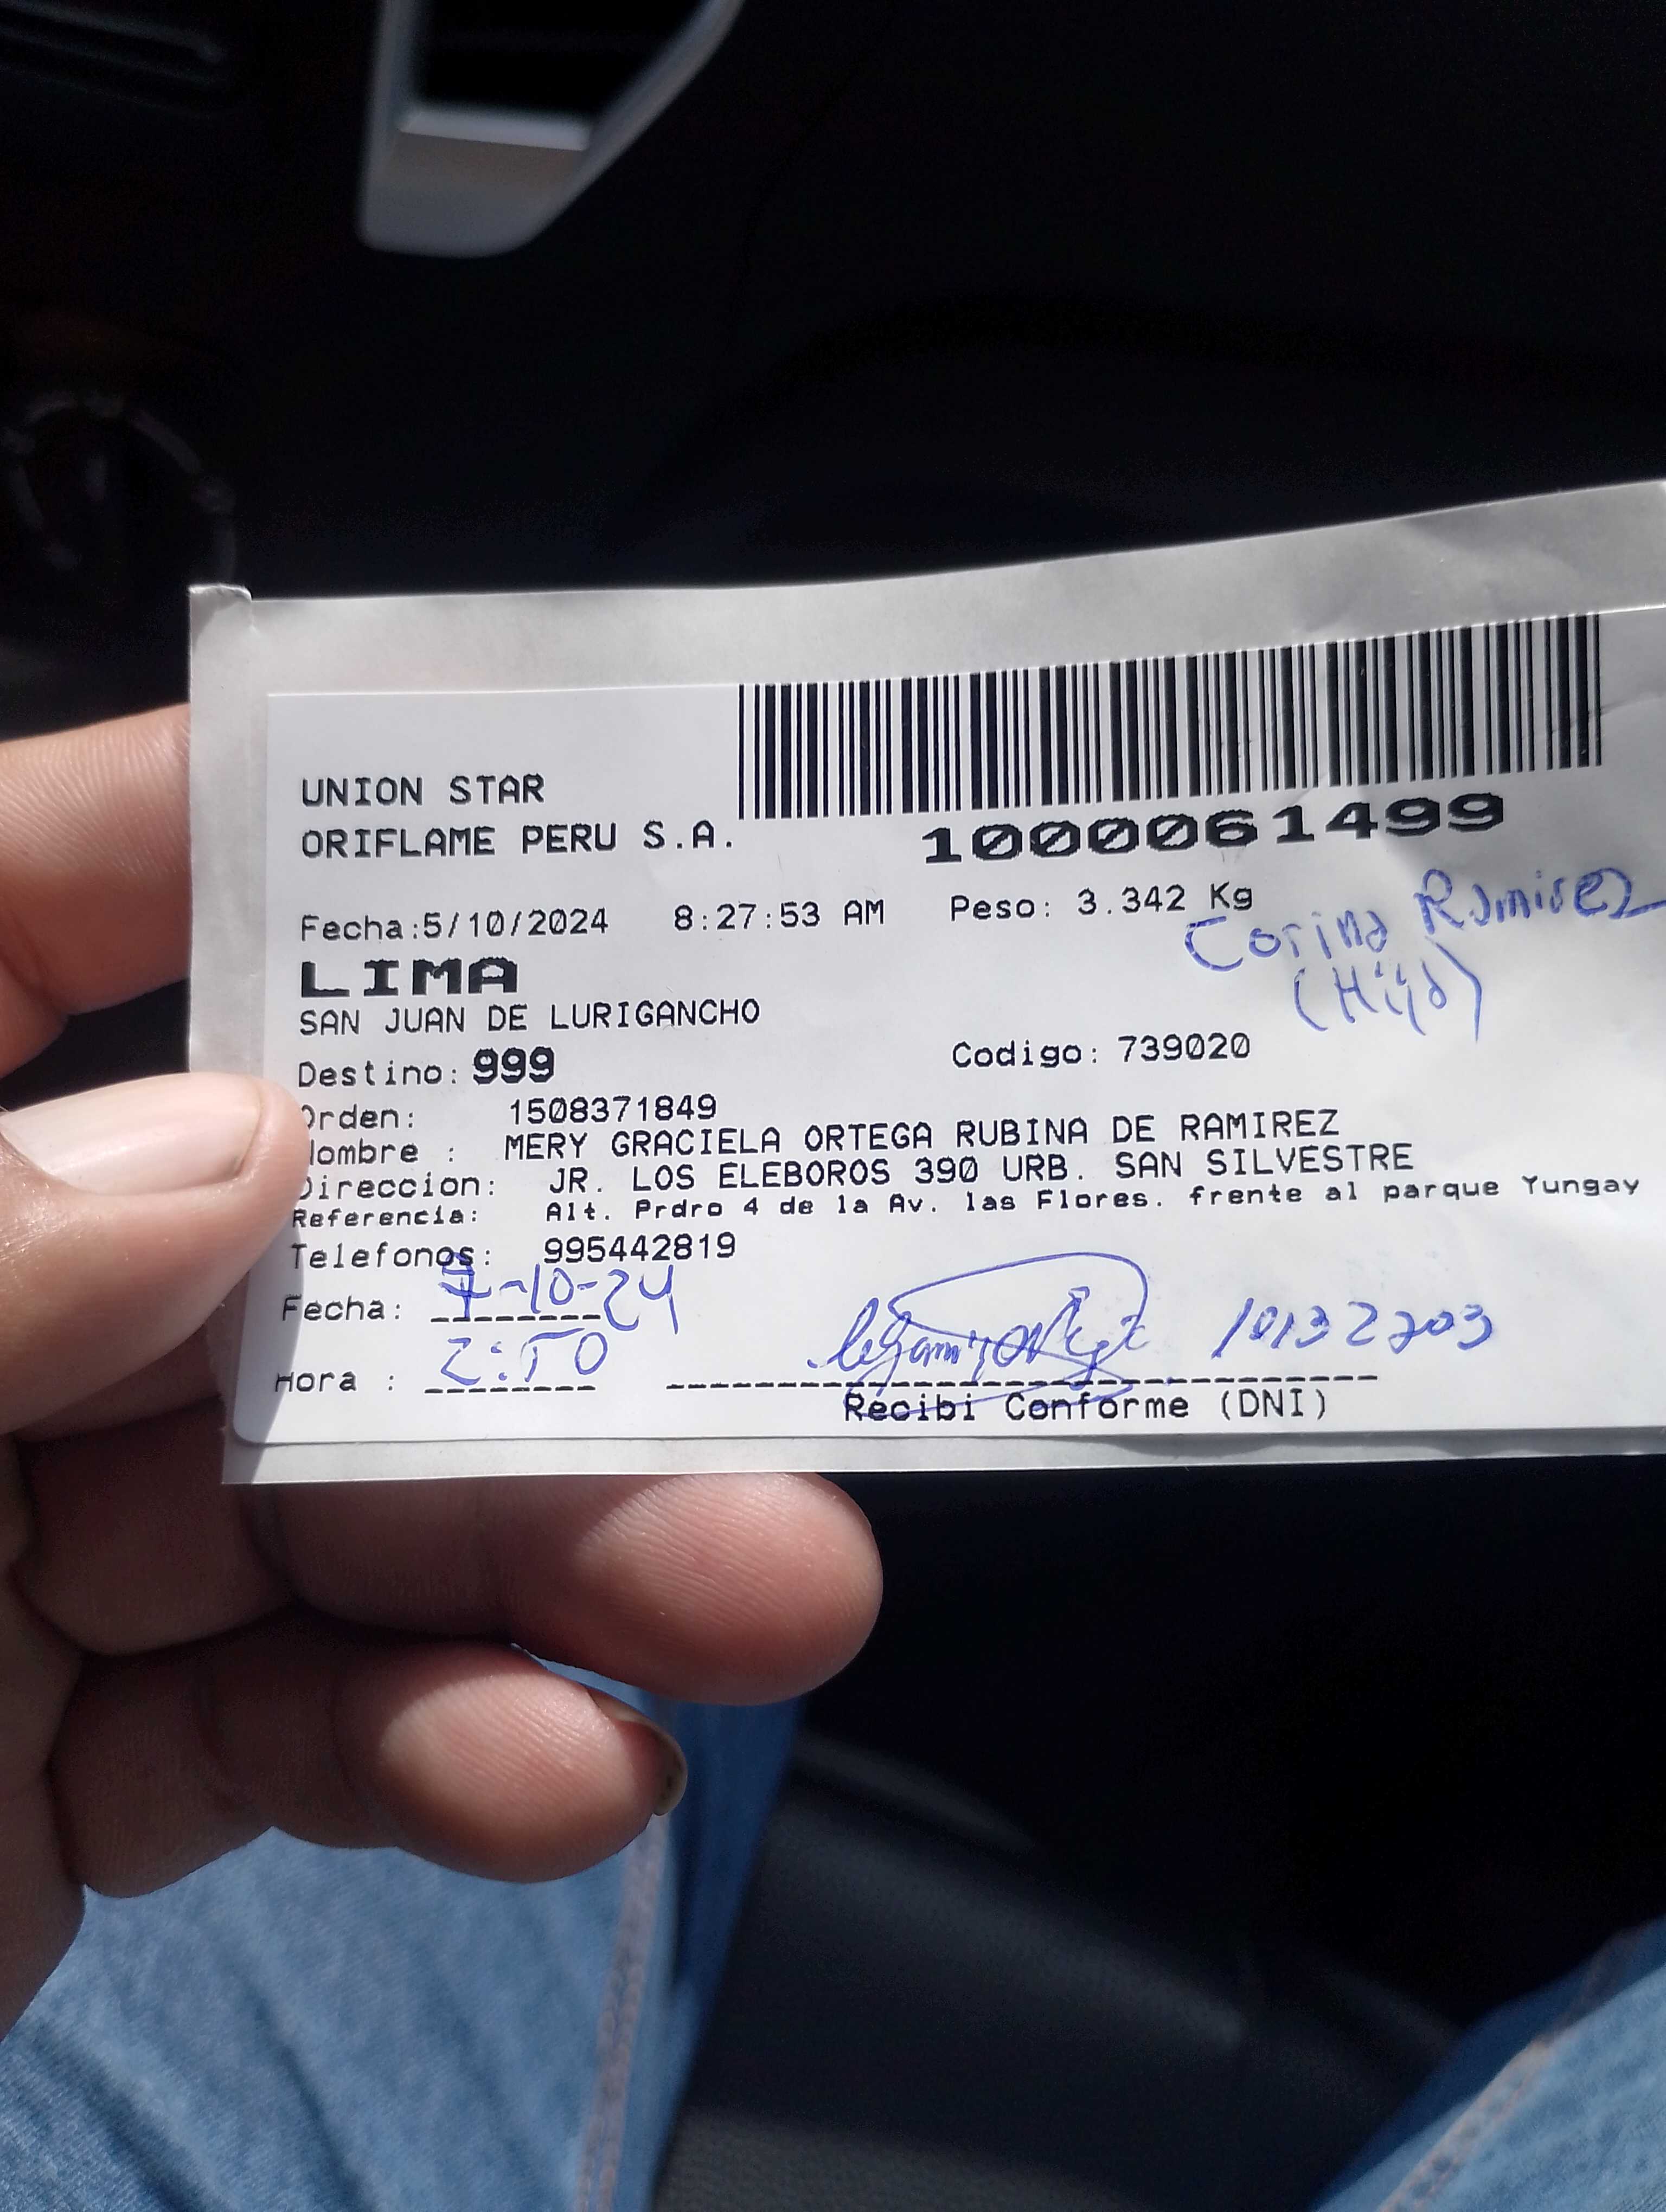 UNION STAR
ORIFLAME PERU S.A.
1000061499
Fecha:5/10/2024 8:27:53 AM Peso: 3.342 Kg
Corina Ramirez
(Hija)
LIMA
SAN JUAN DE LURIGANCHO
Destino: 999 Codigo: 739020
Orden: 1508371849
Nombre : MERY GRACIELA ORTEGA RUBINA DE RAMIREZ
Direccion: JR. LOS ELEBOROS 390 URB. SAN SILVESTRE
Referencia: Alt. Prdro 4 de la Av. las Flores. frente al parque Yungay
Telefonos: 995442819
Fecha: 7-10-24
Hora : 2:50
Recibi Conforme (DNI)